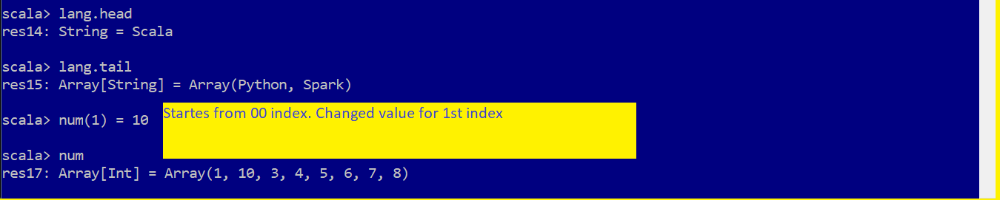 scala> lang.head
res14: String = Scala
scala> lang.tail
res15: Array[String] = Array(Python, Spark)
scala> num(1) = 10
Startes from 00 index. Changed value for 1st index
scala> num
res17: Array[Int] = Array(1, 10, 3, 4, 5, 6, 7, 8)